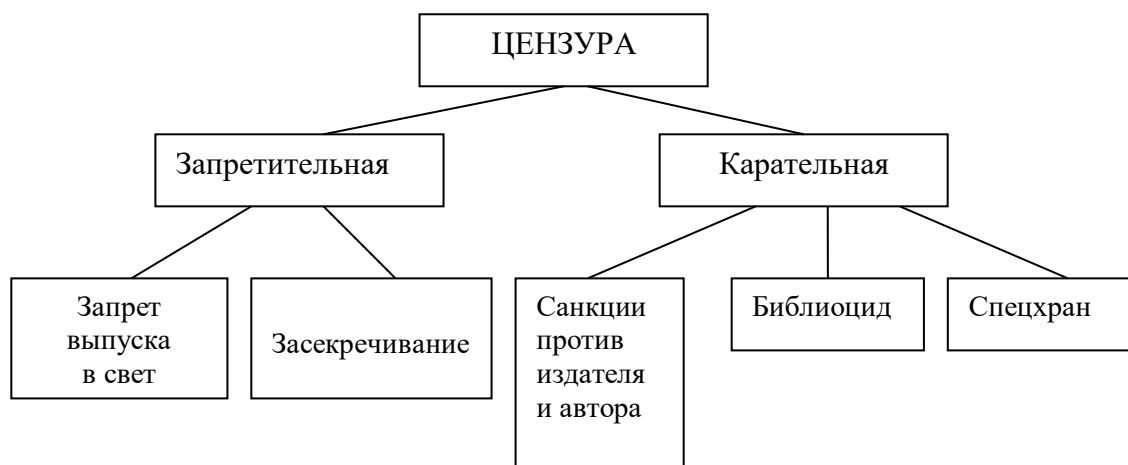 ЦЕНЗУРА
Запретительная
Карательная
Запрет
выпуска
в свет
Засекречивание
Санкции
против
издателя
и автора
Библиоцид
Спецхран